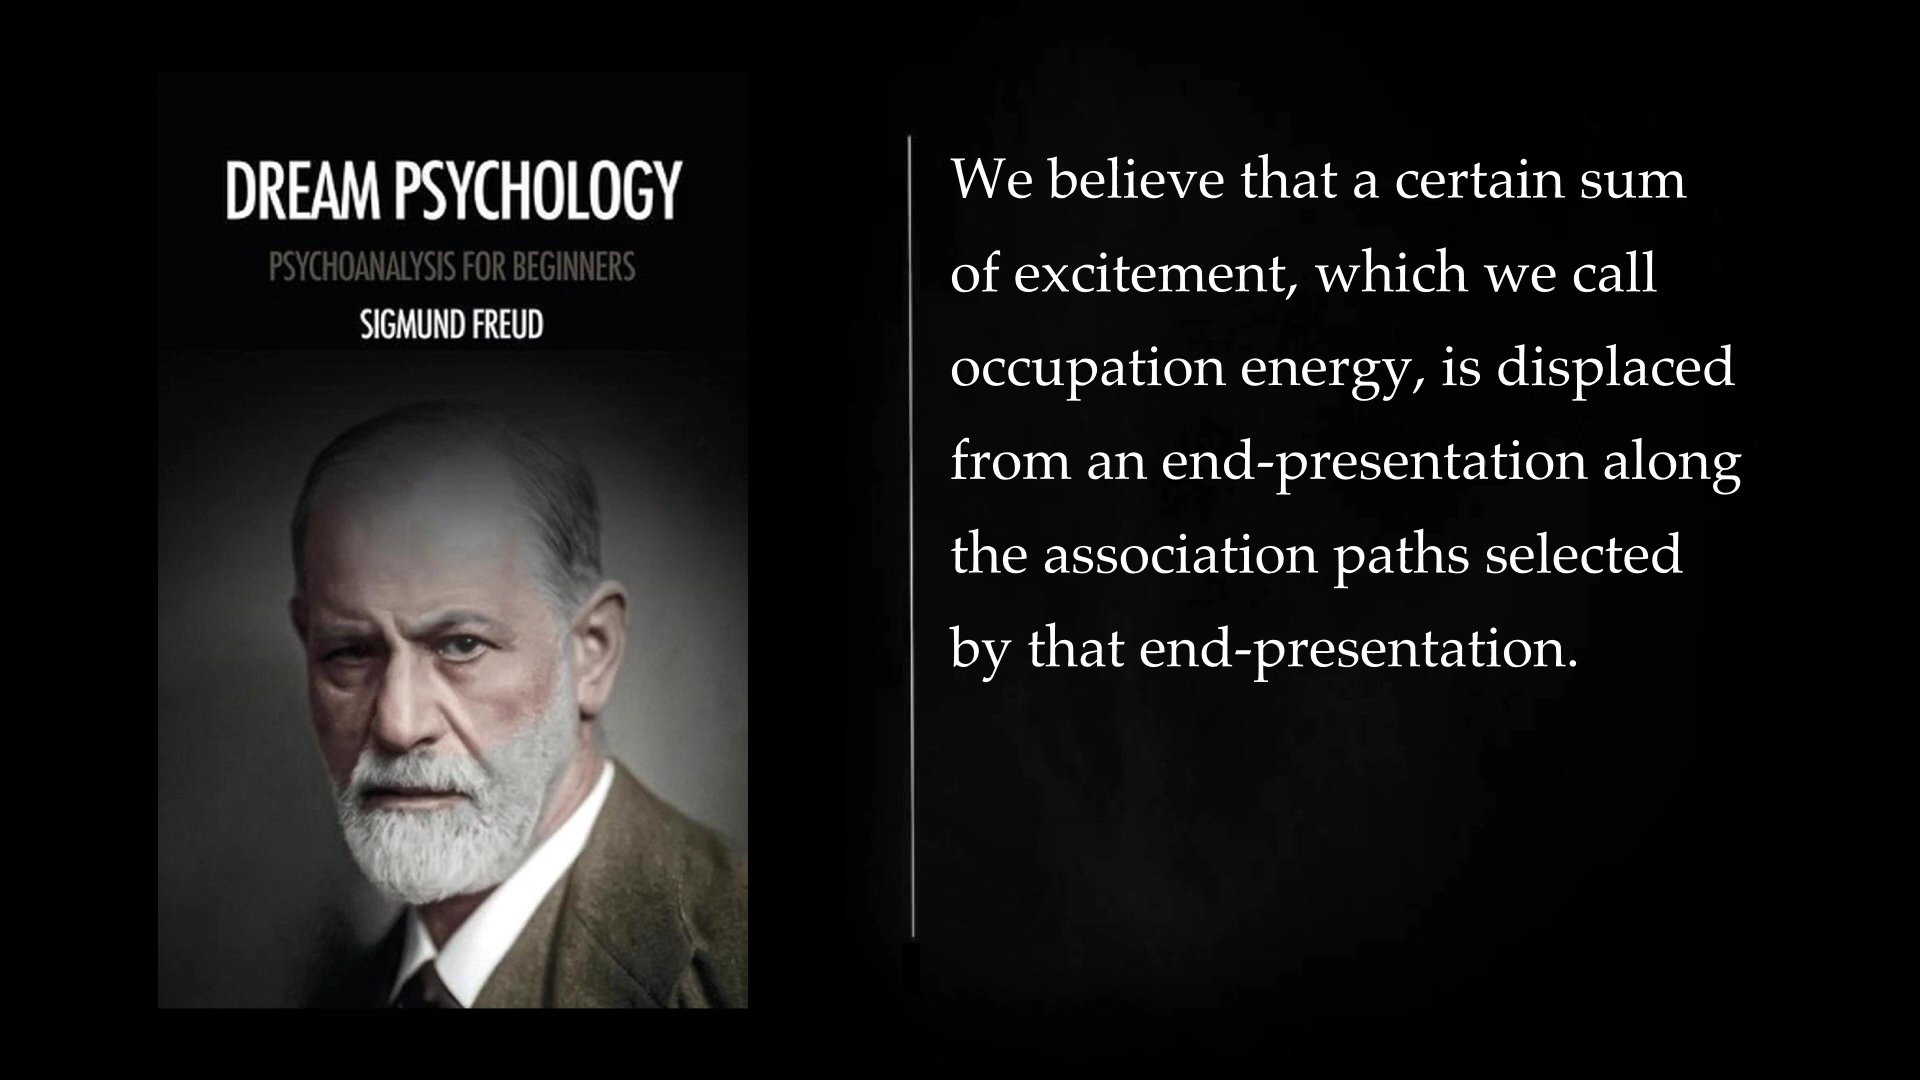 DREAM PSYCHOLOGY
PSYCHOANALYSIS FOR BEGINNERS
SIGMUND FREUD
We believe that a certain sum
of excitement, which we call
occupation energy, is displaced
from an end-presentation along
the association paths selected
by that end-presentation.